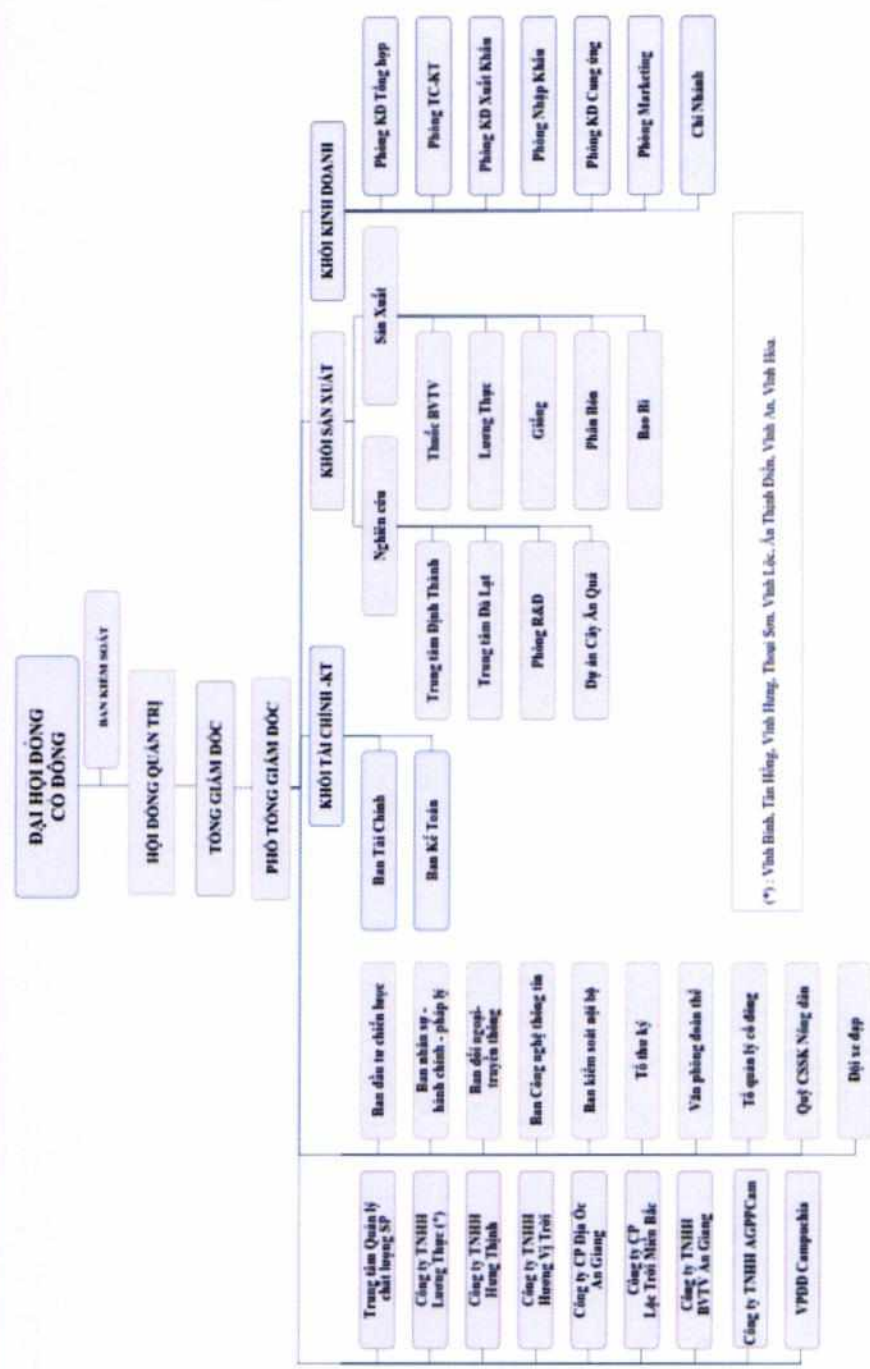 ĐẠI HỘI ĐỒNG
CỔ ĐÔNG
BAN KIỂM SOÁT
HỘI ĐỒNG QUẢN TRỊ
TỔNG GIÁM ĐỐC
PHÓ TỔNG GIÁM ĐỐC
KHỐI TÀI CHÍNH -KT
KHỐI SẢN XUẤT
KHỐI KINH DOANH
Trung tâm Quản lý
chất lượng SP
Công ty TNHH
Lương Thực (*)
Công ty TNHH
Hưng Thịnh
Công ty TNHH
Hương Vị Trời
Công ty CP Địa Ốc
An Giang
Công ty CP
Lộc Trời Miền Bắc
Công ty TNHH
BVTV An Giang
Công ty TNHH AGPPCam
VPDD Campuchia
Ban đầu tư chiến lược
Ban nhân sự -
hành chính - pháp lý
Ban đối ngoại-
truyền thông
Ban Công nghệ thông tin
Ban kiểm soát nội bộ
Tổ thư ký
Văn phòng đoàn thể
Tổ quản lý cổ đông
Quỹ CSSK Nông dân
Đội xe đạp
Ban Tài Chính
Ban Kế Toán
Nghiên cứu
Trung tâm Định Thành
Trung tâm Đà Lạt
Phòng R&D
Dự án Cây Ăn Quả
Sản Xuất
Thuốc BVTV
Lương Thực
Giống
Phân Bón
Bao Bì
Phòng KD Tổng hợp
Phòng TC-KT
Phòng KD Xuất Khẩu
Phòng Nhập Khẩu
Phòng KD Cung ứng
Phòng Marketing
Chi Nhánh
(*) : Vĩnh Bình, Tân Hồng, Vĩnh Hưng, Thoại Sơn, Vĩnh Lộc, Ân Thịnh Điền, Vĩnh An, Vĩnh Hòa.